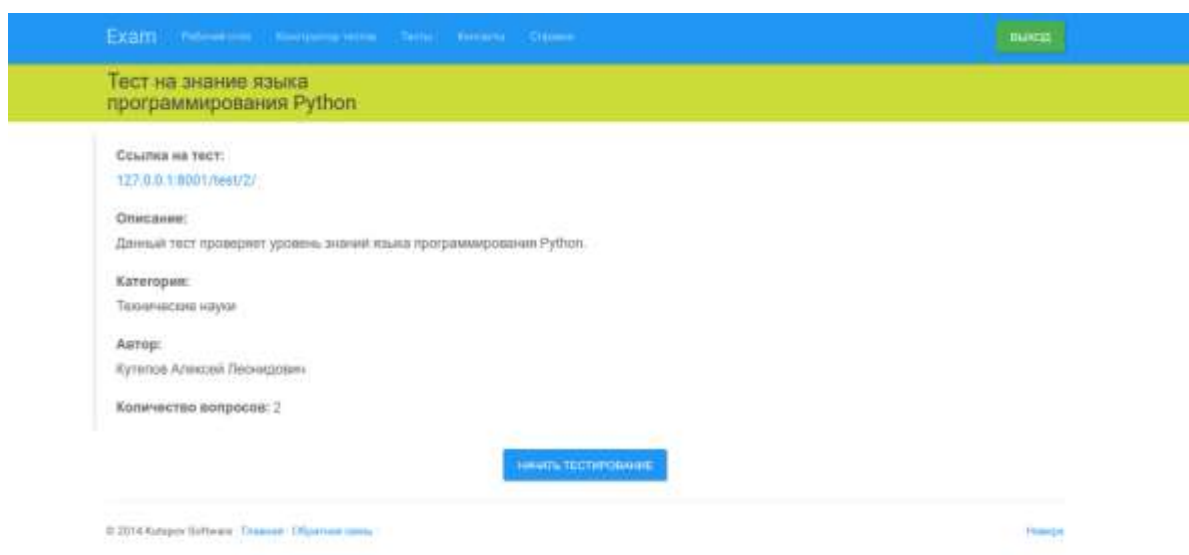 Exam Рабочий стол Конструктор тестов Тесты Контакты Справка ВЫХОД
Тест на знание языка
программирования Python
Ссылка на тест:
127.0.0.1:8001/test/2/
Описание:
Данный тест проверяет уровень знаний языка программирования Python.
Категория:
Технические науки
Автор:
Кутепов Алексей Леонидович
Количество вопросов: 2
НАЧАТЬ ТЕСТИРОВАНИЕ
© 2014 Kutepov Software · Главная · Обратная связь Наверх